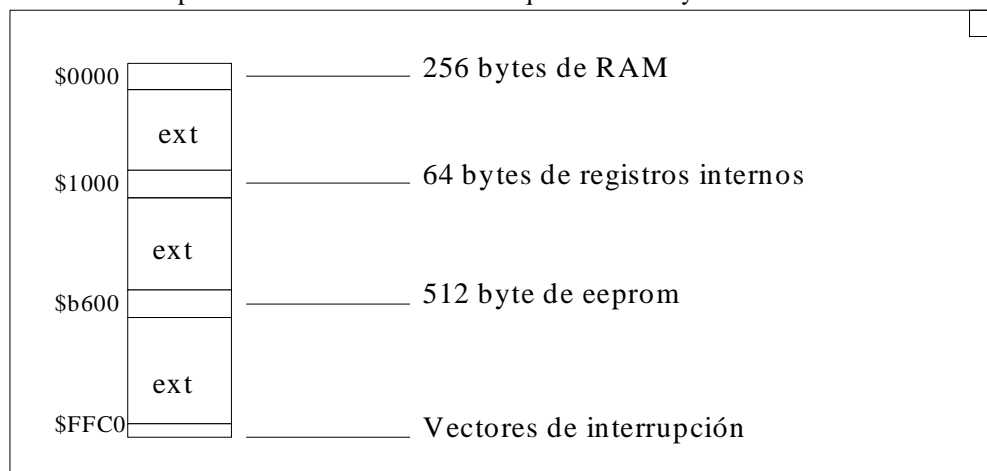 $0000 256 bytes de RAM
ext
$1000 64 bytes de registros internos
ext
$b600 512 byte de eeprom
ext
$FFC0 Vectores de interrupción